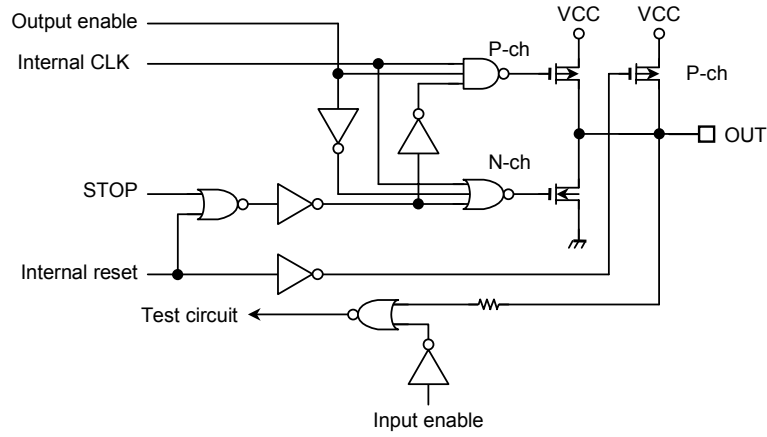 VCC VCC
Output enable
P-ch
Internal CLK
P-ch
OUT
N-ch
STOP
Internal reset
Test circuit
Input enable